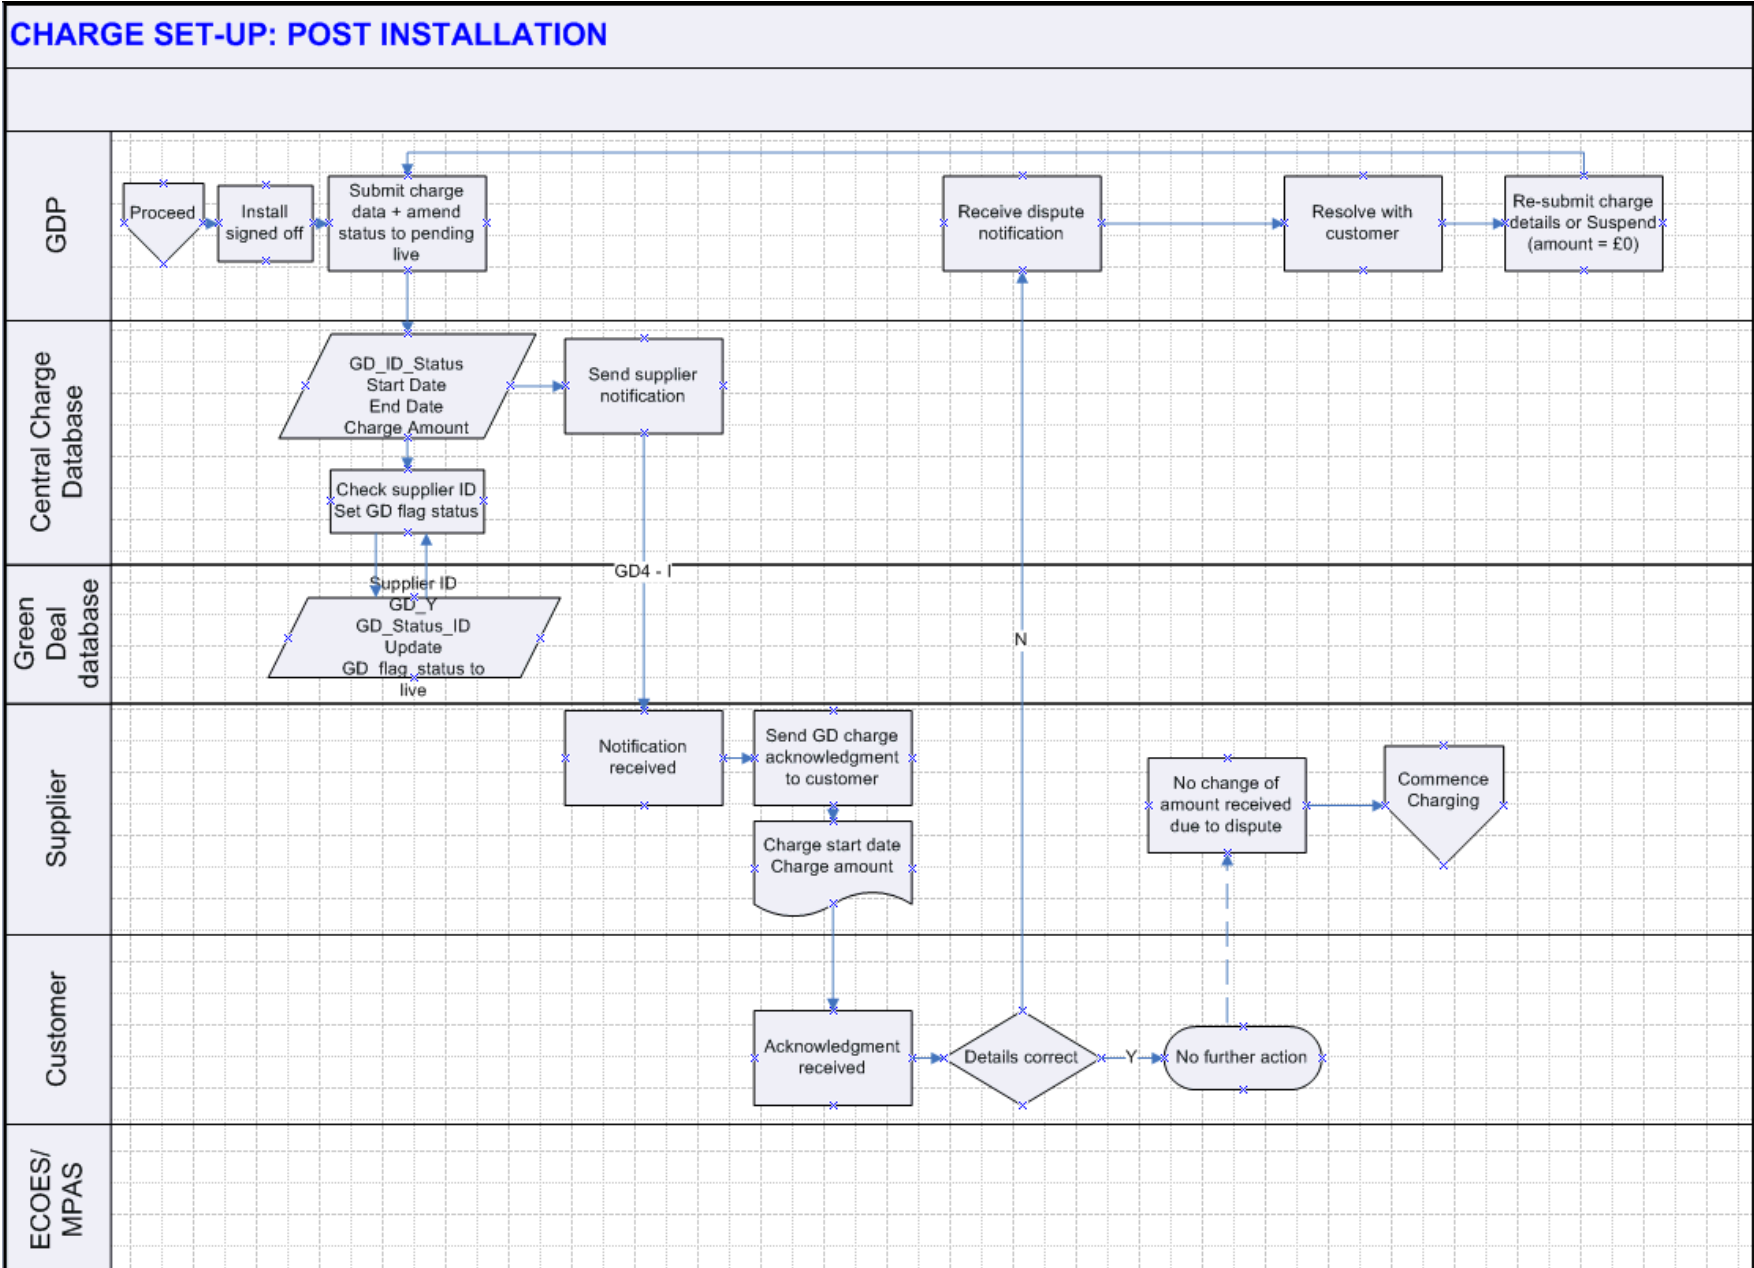 CHARGE SET-UP: POST INSTALLATION
GDP
Proceed
Install
signed off
Submit charge
data + amend
status to pending
live
Receive dispute
notification
Resolve with
customer
Re-submit charge
details or Suspend
(amount = £0)
Central Charge
Database
GD_ID_Status
Start Date
End Date
Charge Amount
Send supplier
notification
Check supplier ID
Set GD flag status
GD4 - I
Green
Deal
database
Supplier ID
GD_Y
GD_Status_ID
Update
GD_flag_status to
live
N
Supplier
Notification
received
Send GD charge
acknowledgment
to customer
Charge start date
Charge amount
No change of
amount received
due to dispute
Commence
Charging
Customer
Acknowledgment
received
Details correct
Y
No further action
ECOES/
MPAS